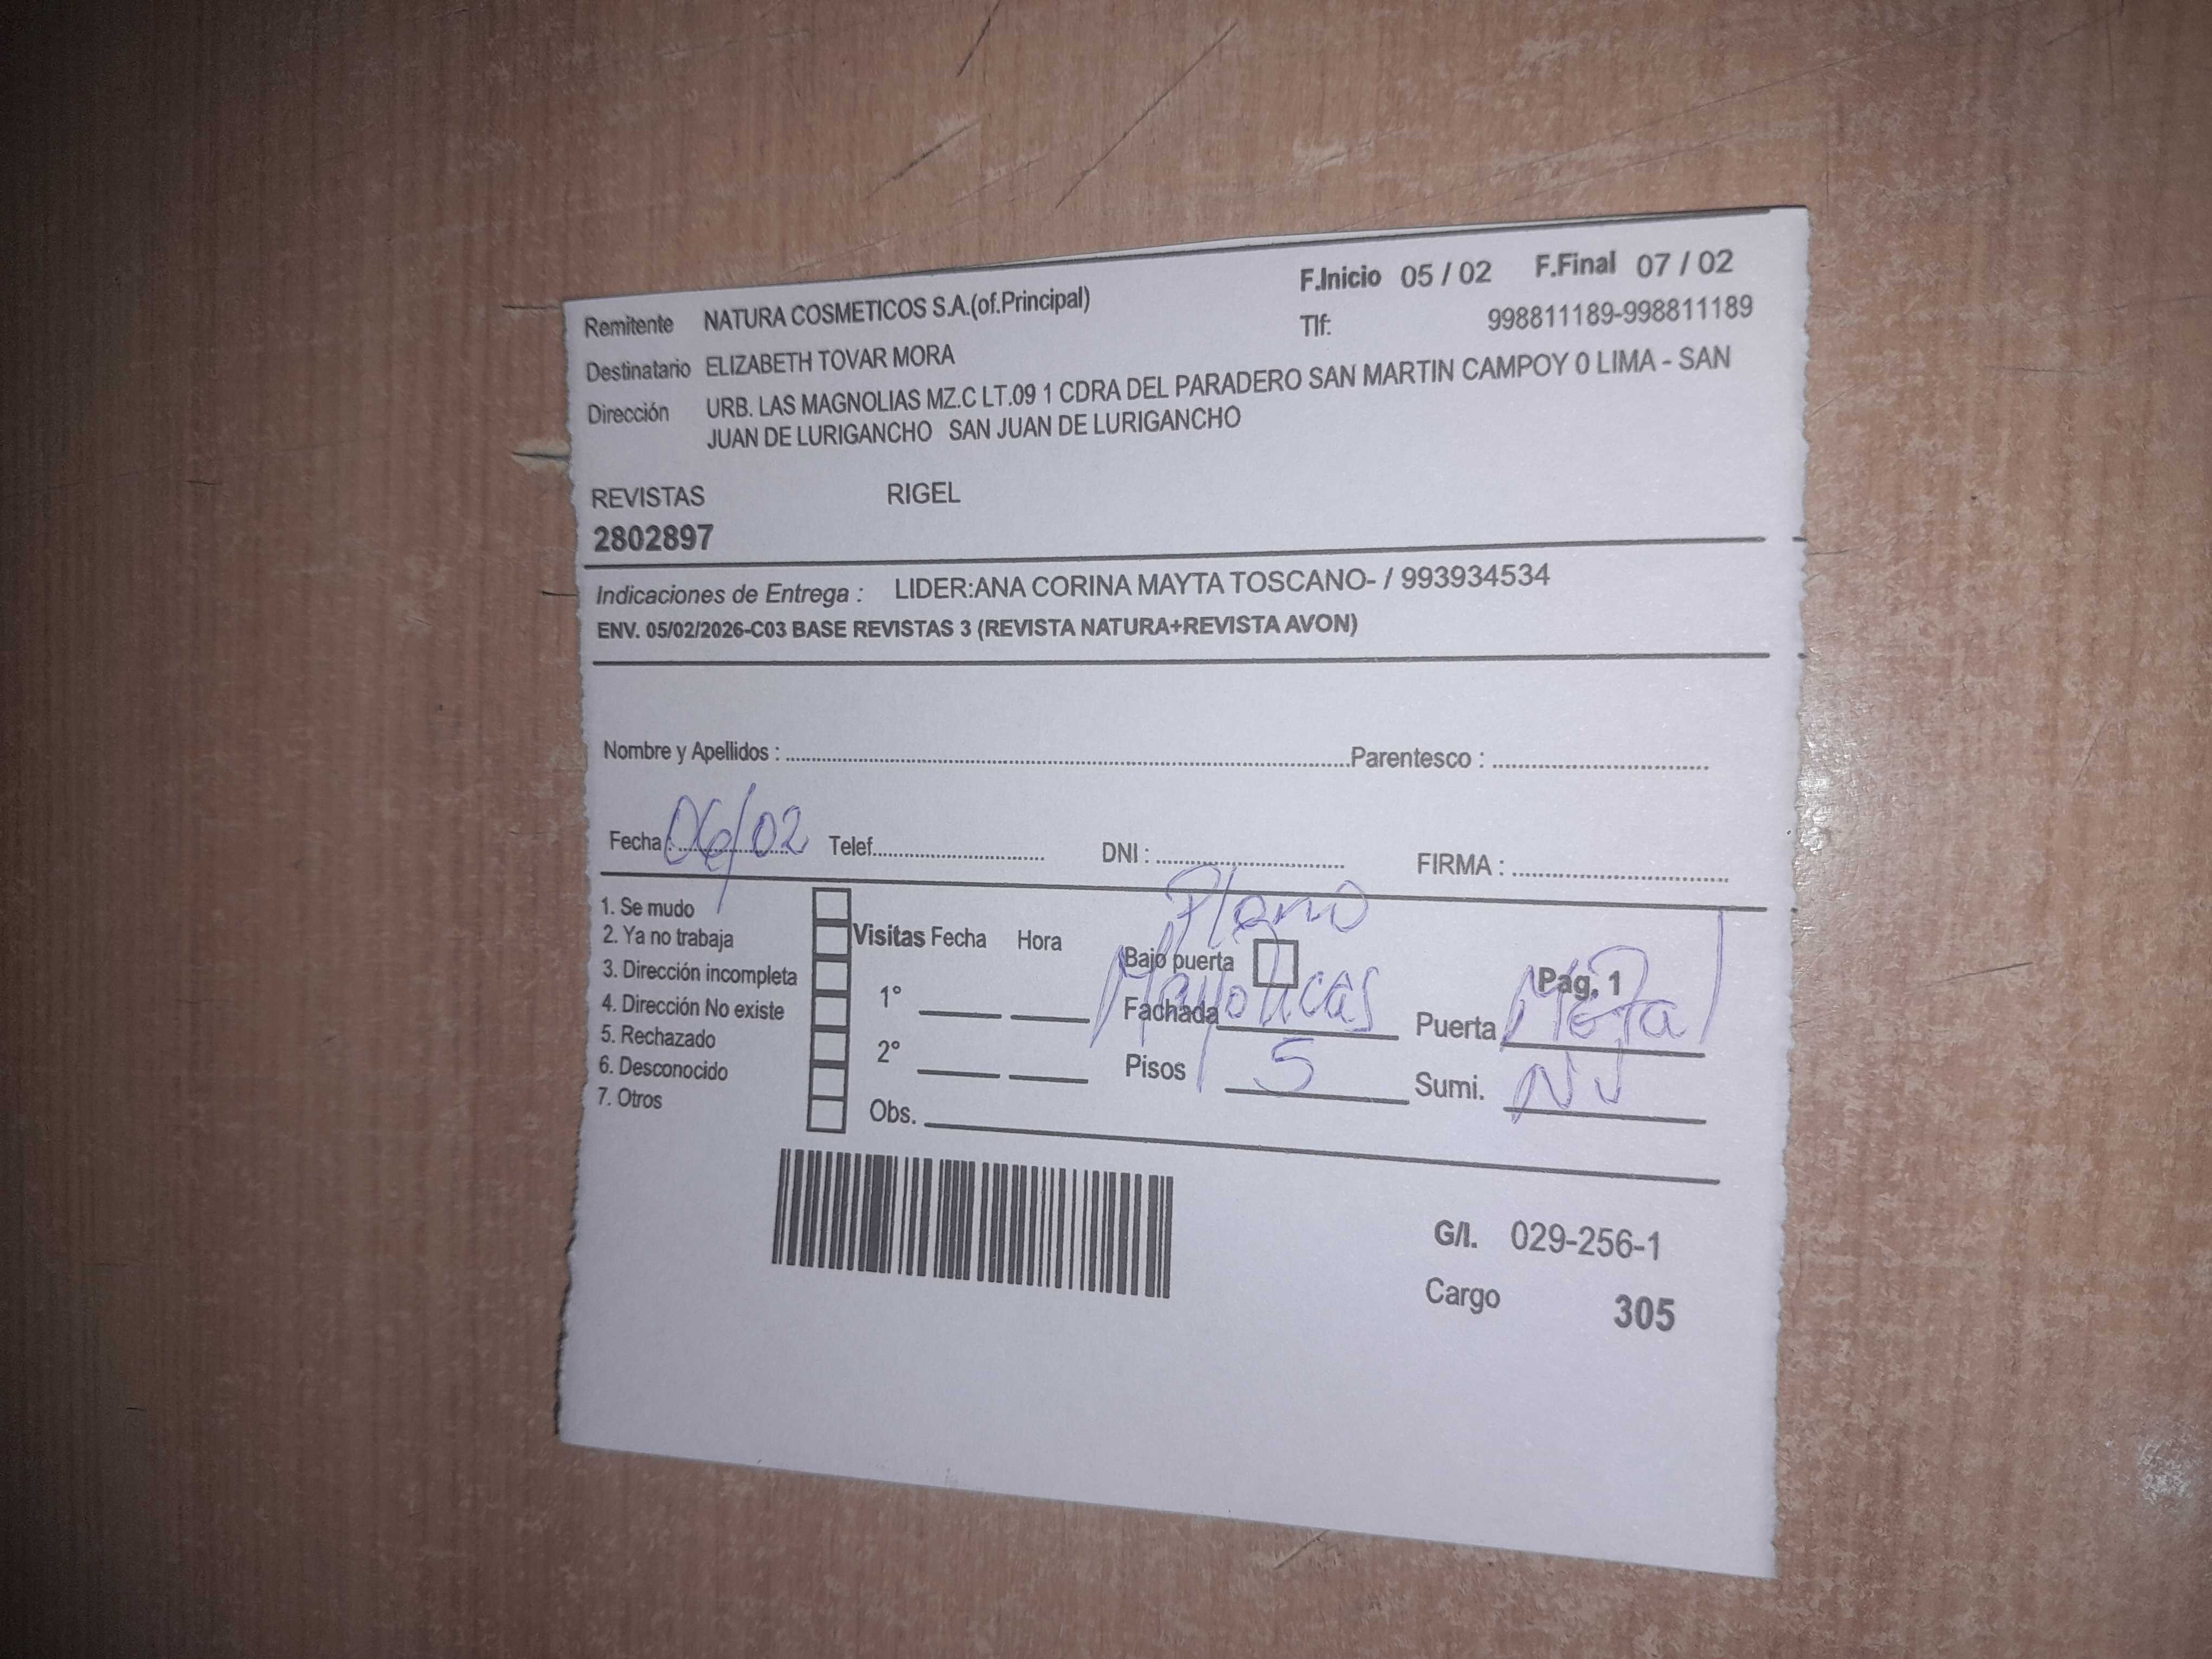 Remitente NATURA COSMETICOS S.A.(of.Principal) F.Inicio 05 / 02 F.Final 07 / 02
Tlf: 998811189-998811189
Destinatario ELIZABETH TOVAR MORA
Dirección URB. LAS MAGNOLIAS MZ.C LT.09 1 CDRA DEL PARADERO SAN MARTIN CAMPOY 0 LIMA - SAN
JUAN DE LURIGANCHO SAN JUAN DE LURIGANCHO
REVISTAS RIGEL
2802897
Indicaciones de Entrega : LIDER:ANA CORINA MAYTA TOSCANO- / 993934534
ENV. 05/02/2026-C03 BASE REVISTAS 3 (REVISTA NATURA+REVISTA AVON)
Nombre y Apellidos : Parentesco :
Fecha : 06/02 Telef. DNI : FIRMA :
1. Se mudo
2. Ya no trabaja
3. Dirección incompleta
4. Dirección No existe
5. Rechazado
6. Desconocido
7. Otros
Visitas Fecha Hora
1°
2°
Obs.
Bajo puerta
Pag. 1
Fachada Mayolicas Puerta Metal
Pisos 5 Sumi.
G/I. 029-256-1
Cargo 305